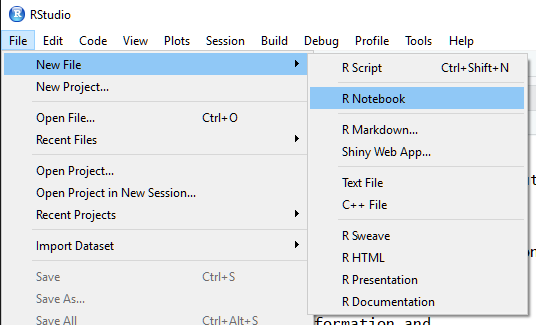 RStudio
File Edit Code View Plots Session Build Debug Profile Tools Help
New File
New Project...
Open File... Ctrl+O
Recent Files
Open Project...
Open Project in New Session...
Recent Projects
Import Dataset
Save Ctrl+S
Save As...
Save All Ctrl+Alt+S
R Script Ctrl+Shift+N
R Notebook
R Markdown...
Shiny Web App...
Text File
C++ File
R Sweave
R HTML
R Presentation
R Documentation
formation and